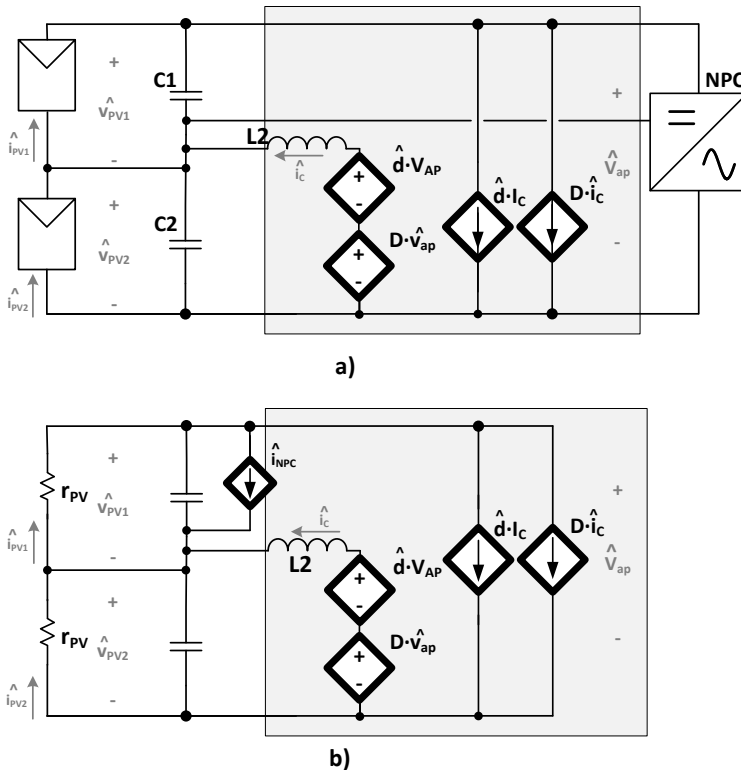 +
C1
NPC
v̂PV1
+
îPV1
-
L2
îC
d̂·VAP
V̂ap
+
+
-
d̂·IC
D·îC
C2
v̂PV2
D·v̂ap
+
-
-
îPV2
-
a)
+
îNPC
rPV
v̂PV1
îC
+
îPV1
-
L2
d̂·VAP
d̂·IC
D·îC
V̂ap
+
+
-
rPV
v̂PV2
D·v̂ap
+
-
-
îPV2
-
b)